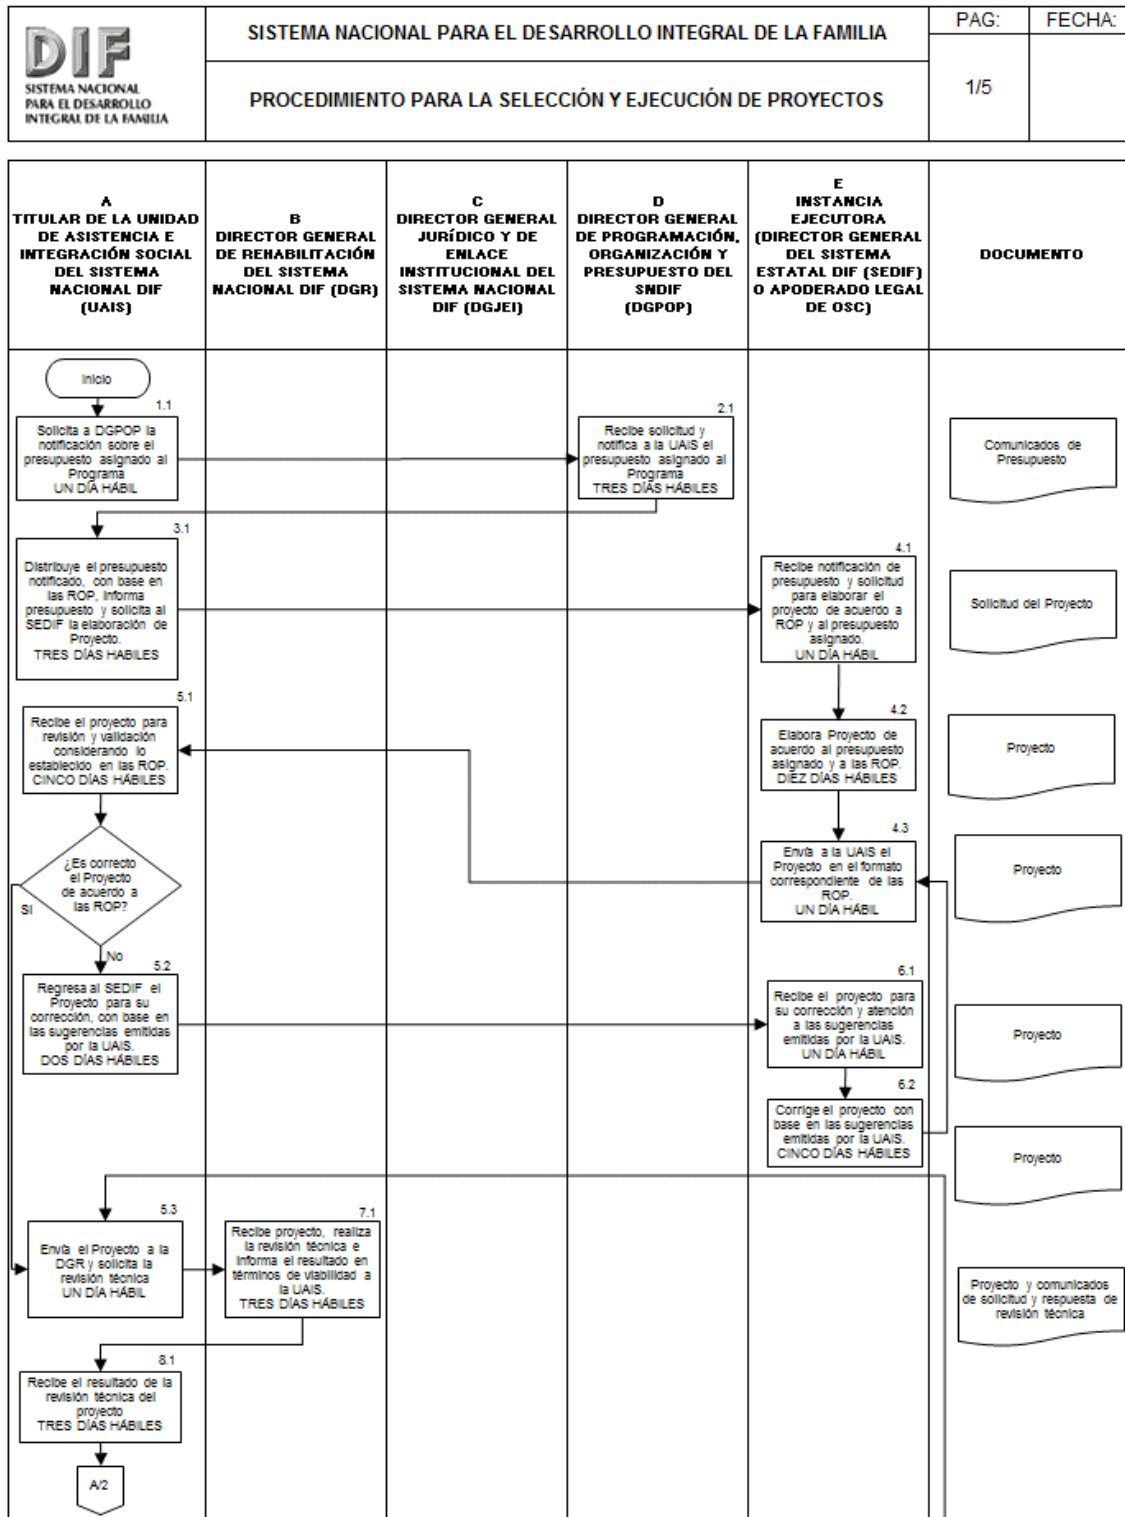 DIF
SISTEMA NACIONAL
PARA EL DESARROLLO
INTEGRAL DE LA FAMILIA
SISTEMA NACIONAL PARA EL DESARROLLO INTEGRAL DE LA FAMILIA
PROCEDIMIENTO PARA LA SELECCIÓN Y EJECUCIÓN DE PROYECTOS
PAG:
FECHA:
1/5
A
TITULAR DE LA UNIDAD
DE ASISTENCIA E
INTEGRACIÓN SOCIAL
DEL SISTEMA
NACIONAL DIF
(UAIS)
B
DIRECTOR GENERAL
DE REHABILITACIÓN
DEL SISTEMA
NACIONAL DIF (DGR)
C
DIRECTOR GENERAL
JURÍDICO Y DE
ENLACE
INSTITUCIONAL DEL
SISTEMA NACIONAL
DIF (DGJEI)
D
DIRECTOR GENERAL
DE PROGRAMACIÓN,
ORGANIZACIÓN Y
PRESUPUESTO DEL
SNDIF
(DGPOP)
E
INSTANCIA
EJECUTORA
(DIRECTOR GENERAL
DEL SISTEMA
ESTATAL DIF (SEDIF)
O APODERADO LEGAL
DE OSC)
DOCUMENTO
Inicio
1.1
Solicita a DGPOP la
notificación sobre el
presupuesto asignado al
Programa
UN DÍA HÁBIL
2.1
Recibe solicitud y
notifica a la UAIS el
presupuesto asignado al
Programa
TRES DÍAS HÁBILES
Comunicados de
Presupuesto
3.1
Distribuye el presupuesto
notificado, con base en
las ROP, informa
presupuesto y solicita al
SEDIF la elaboración de
Proyecto.
TRES DÍAS HABILES
4.1
Recibe notificación de
presupuesto y solicitud
para elaborar el
proyecto de acuerdo a
ROP y al presupuesto
asignado.
UN DÍA HÁBIL
Solicitud del Proyecto
5.1
Recibe el proyecto para
revisión y validación
considerando lo
establecido en las ROP.
CINCO DÍAS HÁBILES
4.2
Elabora Proyecto de
acuerdo al presupuesto
asignado y a las ROP.
DIEZ DÍAS HÁBILES
Proyecto
¿Es correcto
el Proyecto
de acuerdo a
las ROP?
SI
No
4.3
Envía a la UAIS el
Proyecto en el formato
correspondiente de las
ROP.
UN DÍA HÁBIL
Proyecto
5.2
Regresa al SEDIF el
Proyecto para su
corrección, con base en
las sugerencias emitidas
por la UAIS.
DOS DÍAS HÁBILES
6.1
Recibe el proyecto para
su corrección y atención
a las sugerencias
emitidas por la UAIS.
UN DÍA HÁBIL
Proyecto
6.2
Corrige el proyecto con
base en las sugerencias
emitidas por la UAIS.
CINCO DÍAS HÁBILES
Proyecto
5.3
Envía el Proyecto a la
DGR y solicita la
revisión técnica
UN DÍA HÁBIL
7.1
Recibe proyecto, realiza
la revisión técnica e
informa el resultado en
términos de viabilidad a
la UAIS.
TRES DÍAS HÁBILES
Proyecto y comunicados
de solicitud y respuesta de
revisión técnica
8.1
Recibe el resultado de la
revisión técnica del
proyecto
TRES DÍAS HÁBILES
A/2